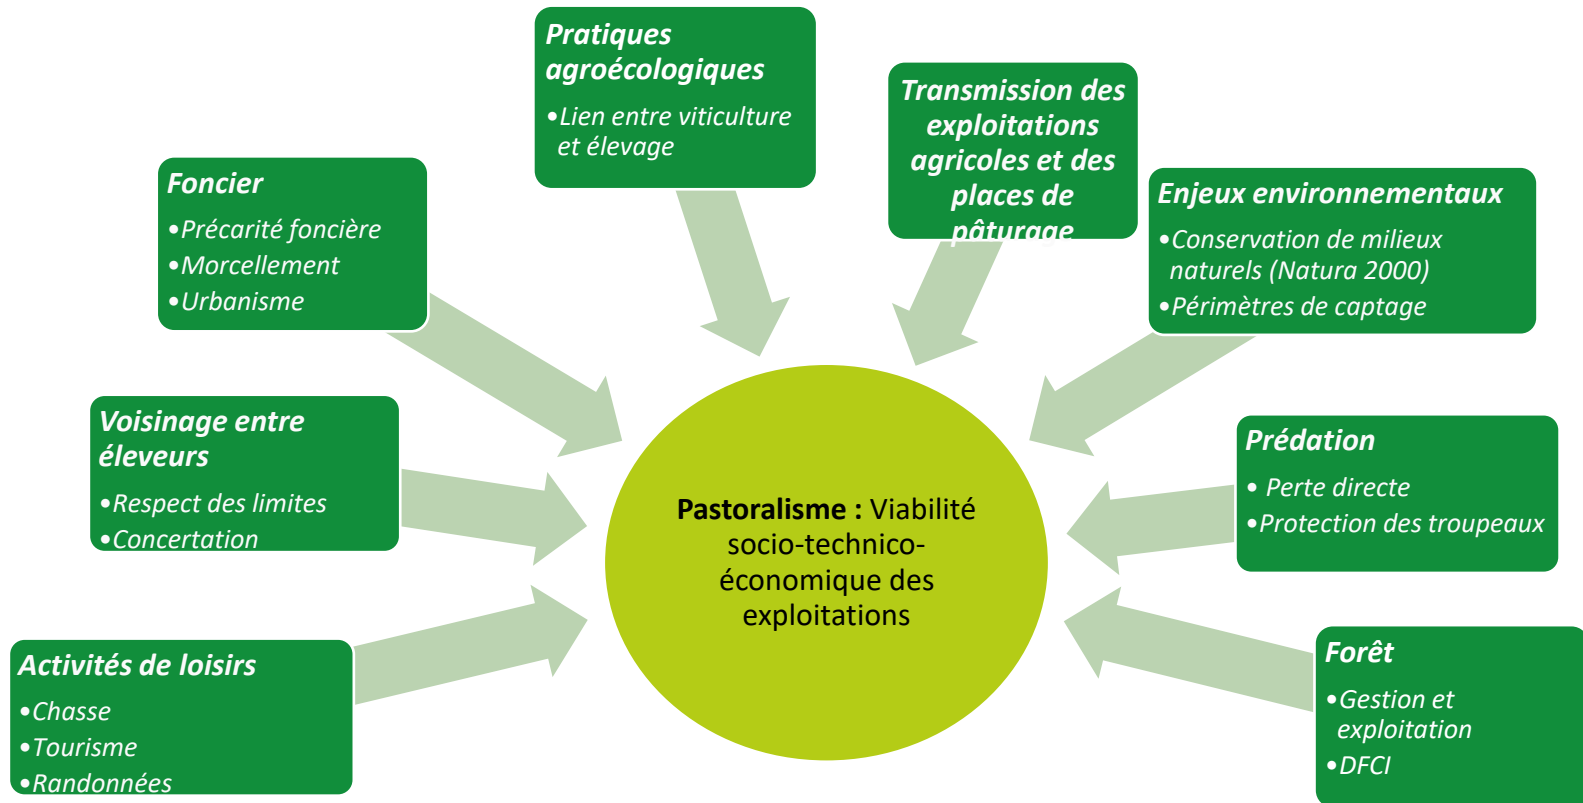 Pratiques
agroécologiques
•Lien entre viticulture
et élevage
Transmission des
exploitations
agricoles et des
places de
pâturage
Foncier
•Précarité foncière
•Morcellement
•Urbanisme
Enjeux environnementaux
•Conservation de milieux
naturels (Natura 2000)
•Périmètres de captage
Voisinage entre
éleveurs
•Respect des limites
•Concertation
Prédation
• Perte directe
•Protection des troupeaux
Pastoralisme : Viabilité
socio-technico-
économique des
exploitations
Activités de loisirs
•Chasse
•Tourisme
•Randonnées
Forêt
•Gestion et
exploitation
•DFCI